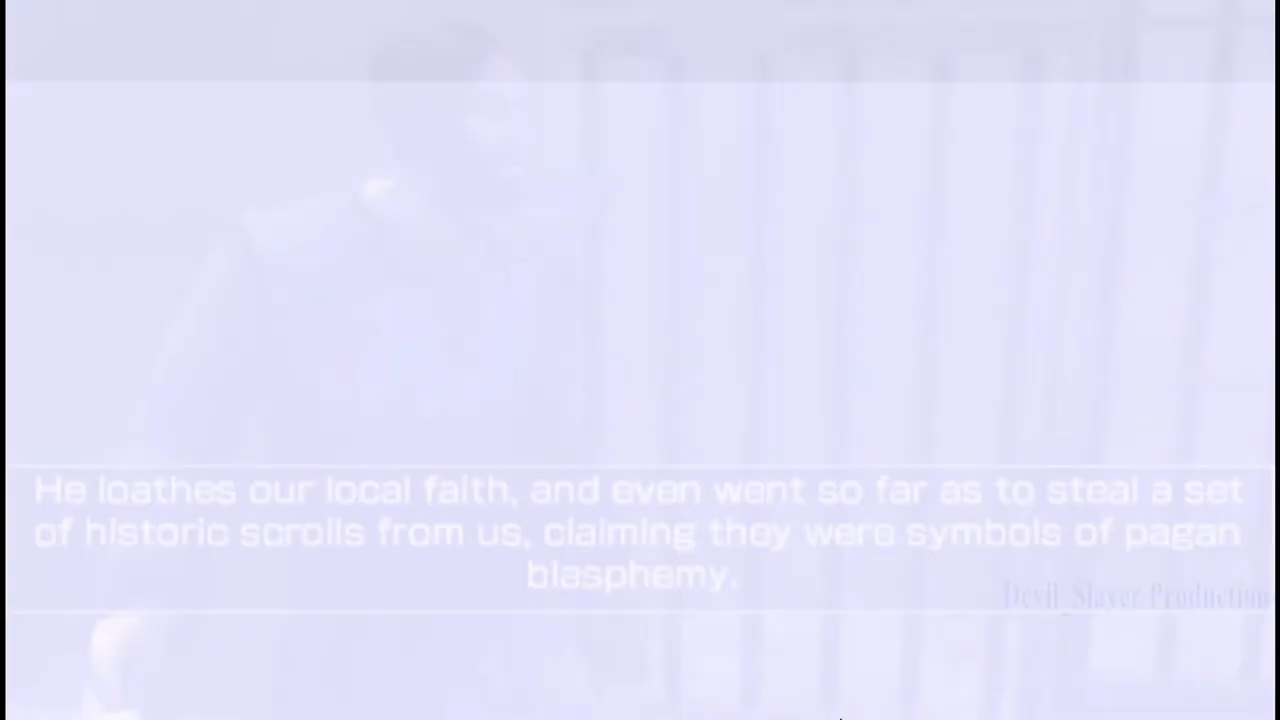 He loathes our local faith, and even went so far as to steal a set
of historic scrolls from us, claiming they were symbols of pagan
blasphemy.
Devil_Slayer Production